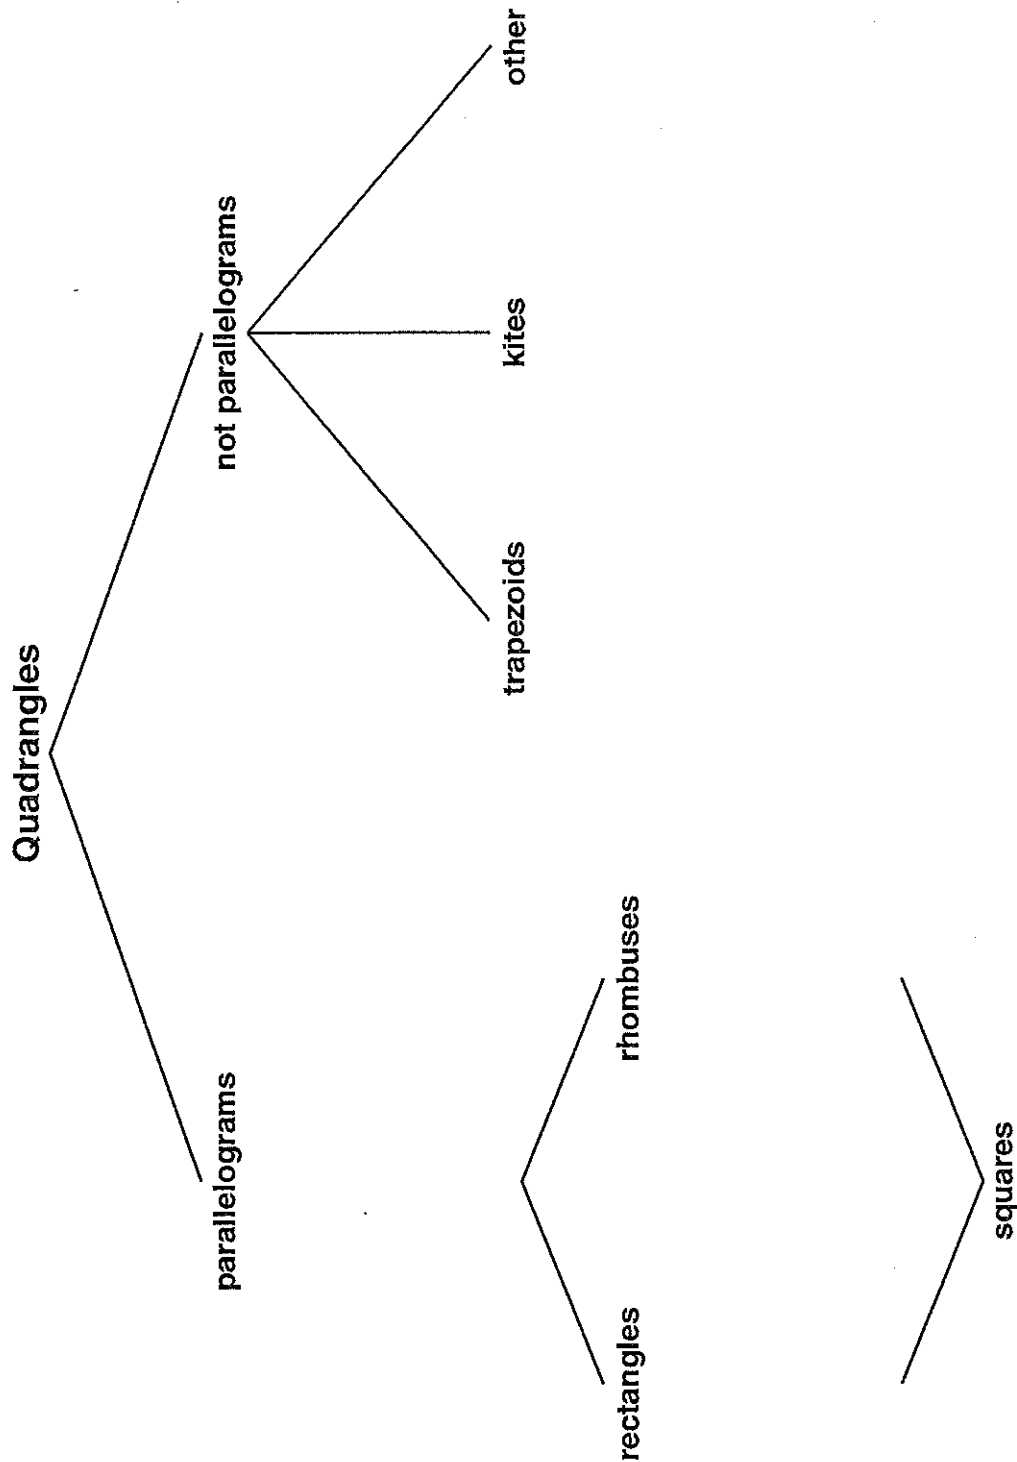 Quadrangles
parallelograms
not parallelograms
trapezoids
kites
other
rectangles
rhombuses
squares